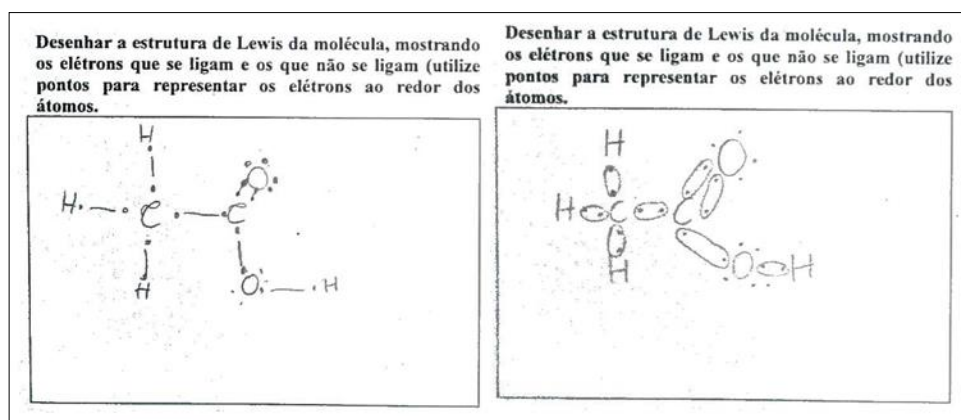 Desenhar a estrutura de Lewis da molécula, mostrando
os elétrons que se ligam e os que não se ligam (utilize
pontos para representar os elétrons ao redor dos
átomos.
H
O
H C C
H O H
Desenhar a estrutura de Lewis da molécula, mostrando
os elétrons que se ligam e os que não se ligam (utilize
pontos para representar os elétrons ao redor dos
átomos.
H O
H C C
H O H